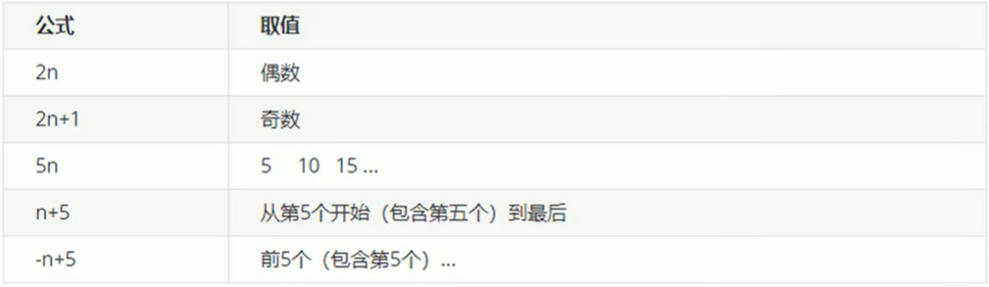 公式 取值
2n 偶数
2n+1 奇数
5n 5 10 15 ...
n+5 从第5个开始（包含第五个）到最后
-n+5 前5个（包含第5个）...